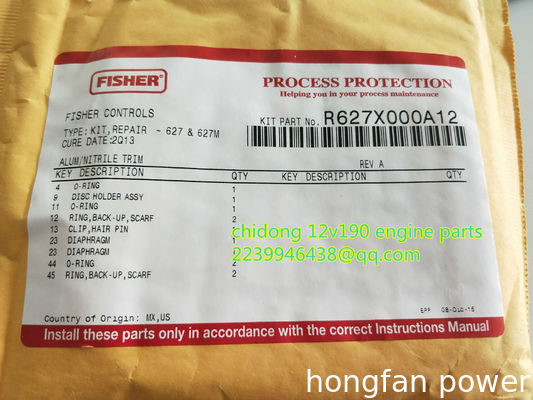 FISHER®
PROCESS PROTECTION
Helping you in your process maintenance
FISHER CONTROLS
KIT PART No. R627X000A12
TYPE: KIT,REPAIR - 627 & 627M
CURE DATE:2Q13
ALUM/NITRILE TRIM
REV A
KEY DESCRIPTION QTY KEY DESCRIPTION QTY
4 O-RING 1
9 DISC HOLDER ASSY 1
11 O-RING 1
12 RING,BACK-UP,SCARF 2
13 CLIP,HAIR PIN
23 DIAPHRAGM 1
23 DIAPHRAGM
44 O-RING 2
45 RING,BACK-UP,SCARF 2
chidong 12v190 engine parts
2239946438@qq.com
Country of Origin: MX,US
Install these parts only in accordance with the correct Instructions Manual
hongfan power